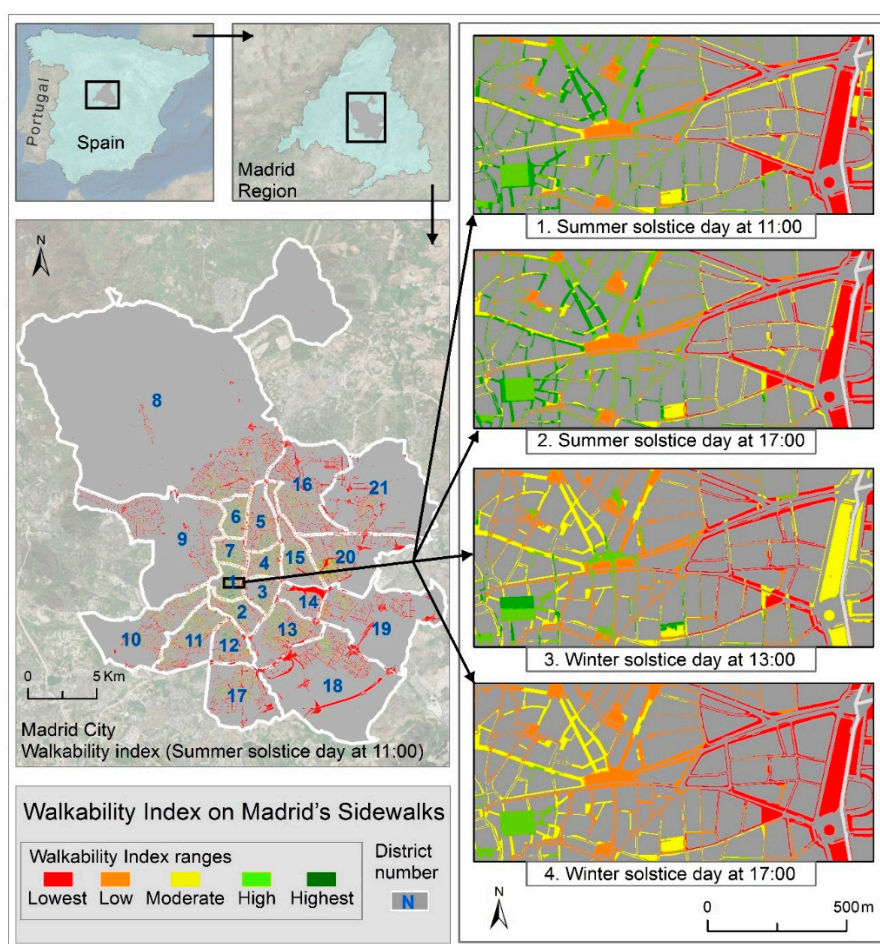 Portugal
Spain
Madrid
Region
N
8
16
21
6
5
9
7
4
15
20
1
3
14
2
19
10
11
12
13
18
17
0
5 Km
Madrid City
Walkability index (Summer solstice day at 11:00)
Walkability Index on Madrid's Sidewalks
Walkability Index ranges
Lowest
Low
Moderate
High
Highest
District
number
N
1. Summer solstice day at 11:00
2. Summer solstice day at 17:00
3. Winter solstice day at 13:00
4. Winter solstice day at 17:00
N
0
500 m